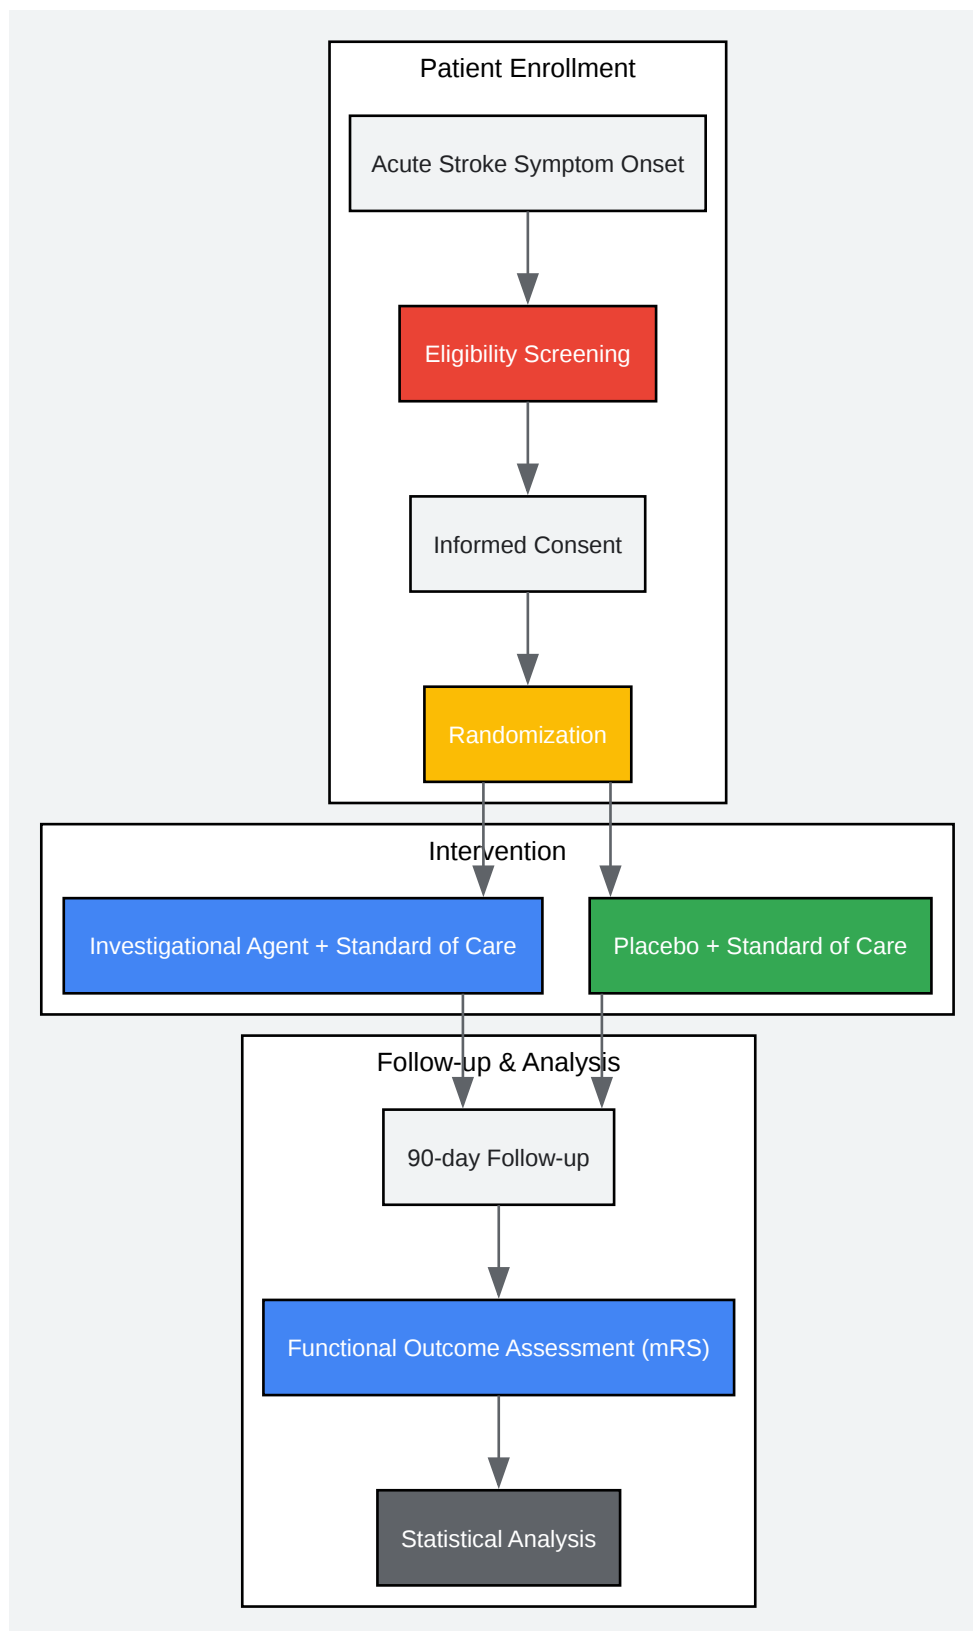 Patient Enrollment
Acute Stroke Symptom Onset
Eligibility Screening
Informed Consent
Randomization
Intervention
Investigational Agent + Standard of Care
Placebo + Standard of Care
Follow-up & Analysis
90-day Follow-up
Functional Outcome Assessment (mRS)
Statistical Analysis